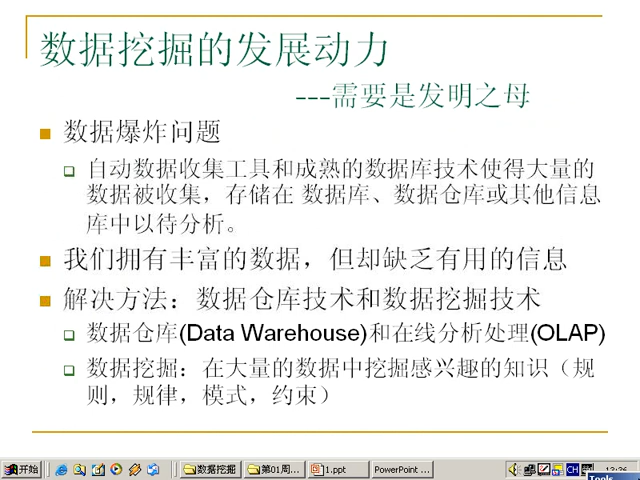 数据挖掘的发展动力
---需要是发明之母
数据爆炸问题
自动数据收集工具和成熟的数据库技术使得大量的
数据被收集，存储在 数据库、数据仓库或其他信息
库中以待分析。
我们拥有丰富的数据，但却缺乏有用的信息
解决方法：数据仓库技术和数据挖掘技术
数据仓库(Data Warehouse)和在线分析处理(OLAP)
数据挖掘：在大量的数据中挖掘感兴趣的知识（规
则，规律，模式，约束）
开始 数据挖掘 第01周... 1.ppt PowerPoint ... CH
Tools